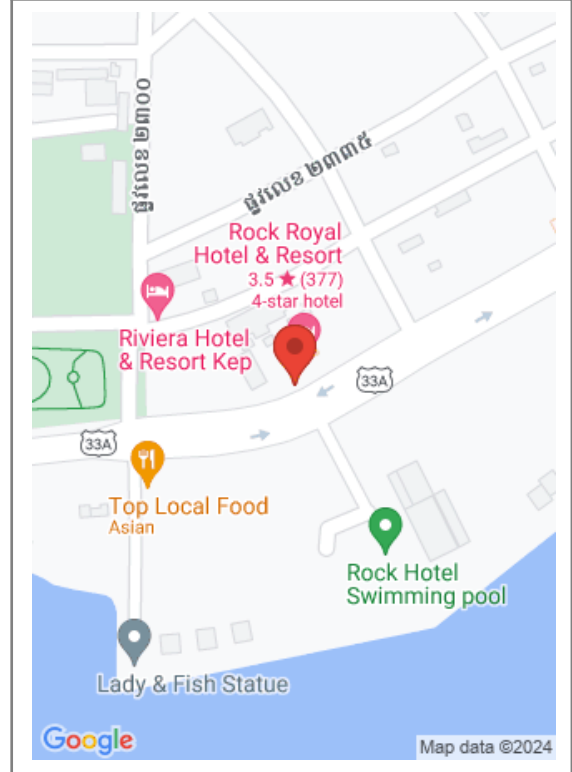 ផ្លូវលេខ ២៣០០
ផ្លូវលេខ ២៣៣៥
Rock Royal
Hotel & Resort
3.5 ★ (377)
4-star hotel
Riviera Hotel
& Resort Kep
33A
33A
Top Local Food
Asian
Rock Hotel
Swimming pool
Lady & Fish Statue
Google
Map data ©2024